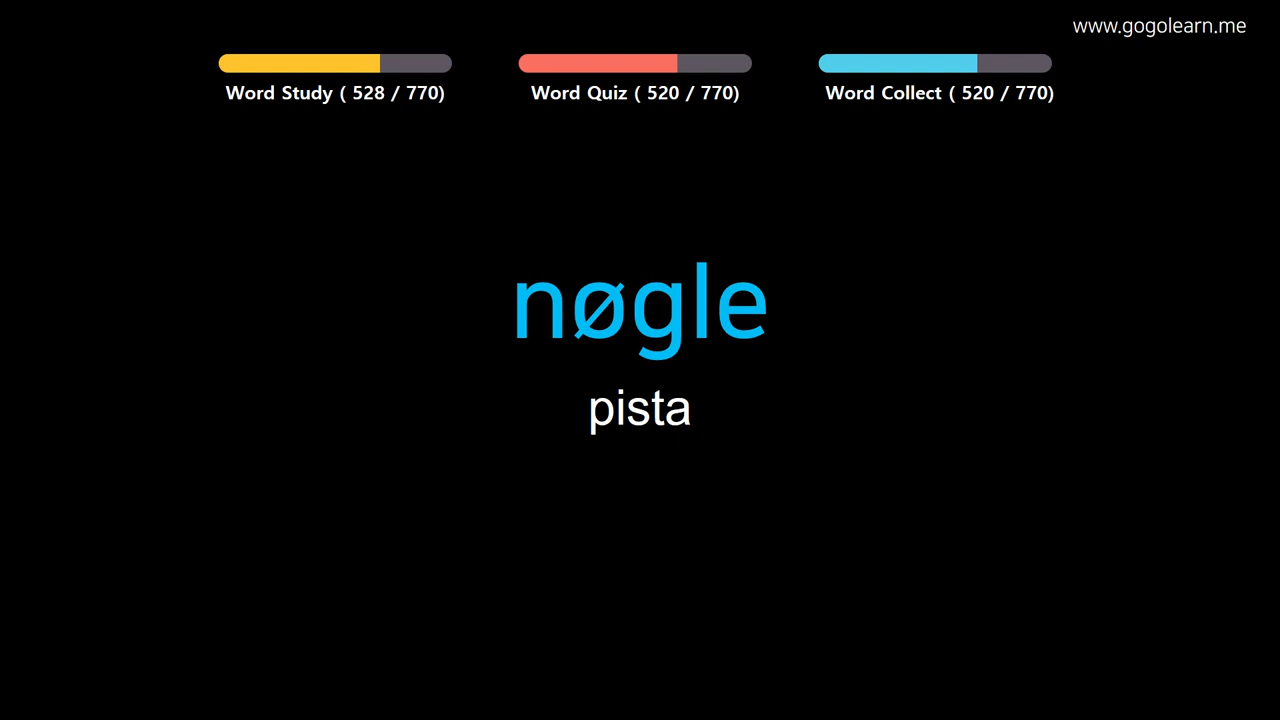 www.gogolearn.me
Word Study ( 528 / 770)
Word Quiz ( 520 / 770)
Word Collect ( 520 / 770)
nøgle
pista